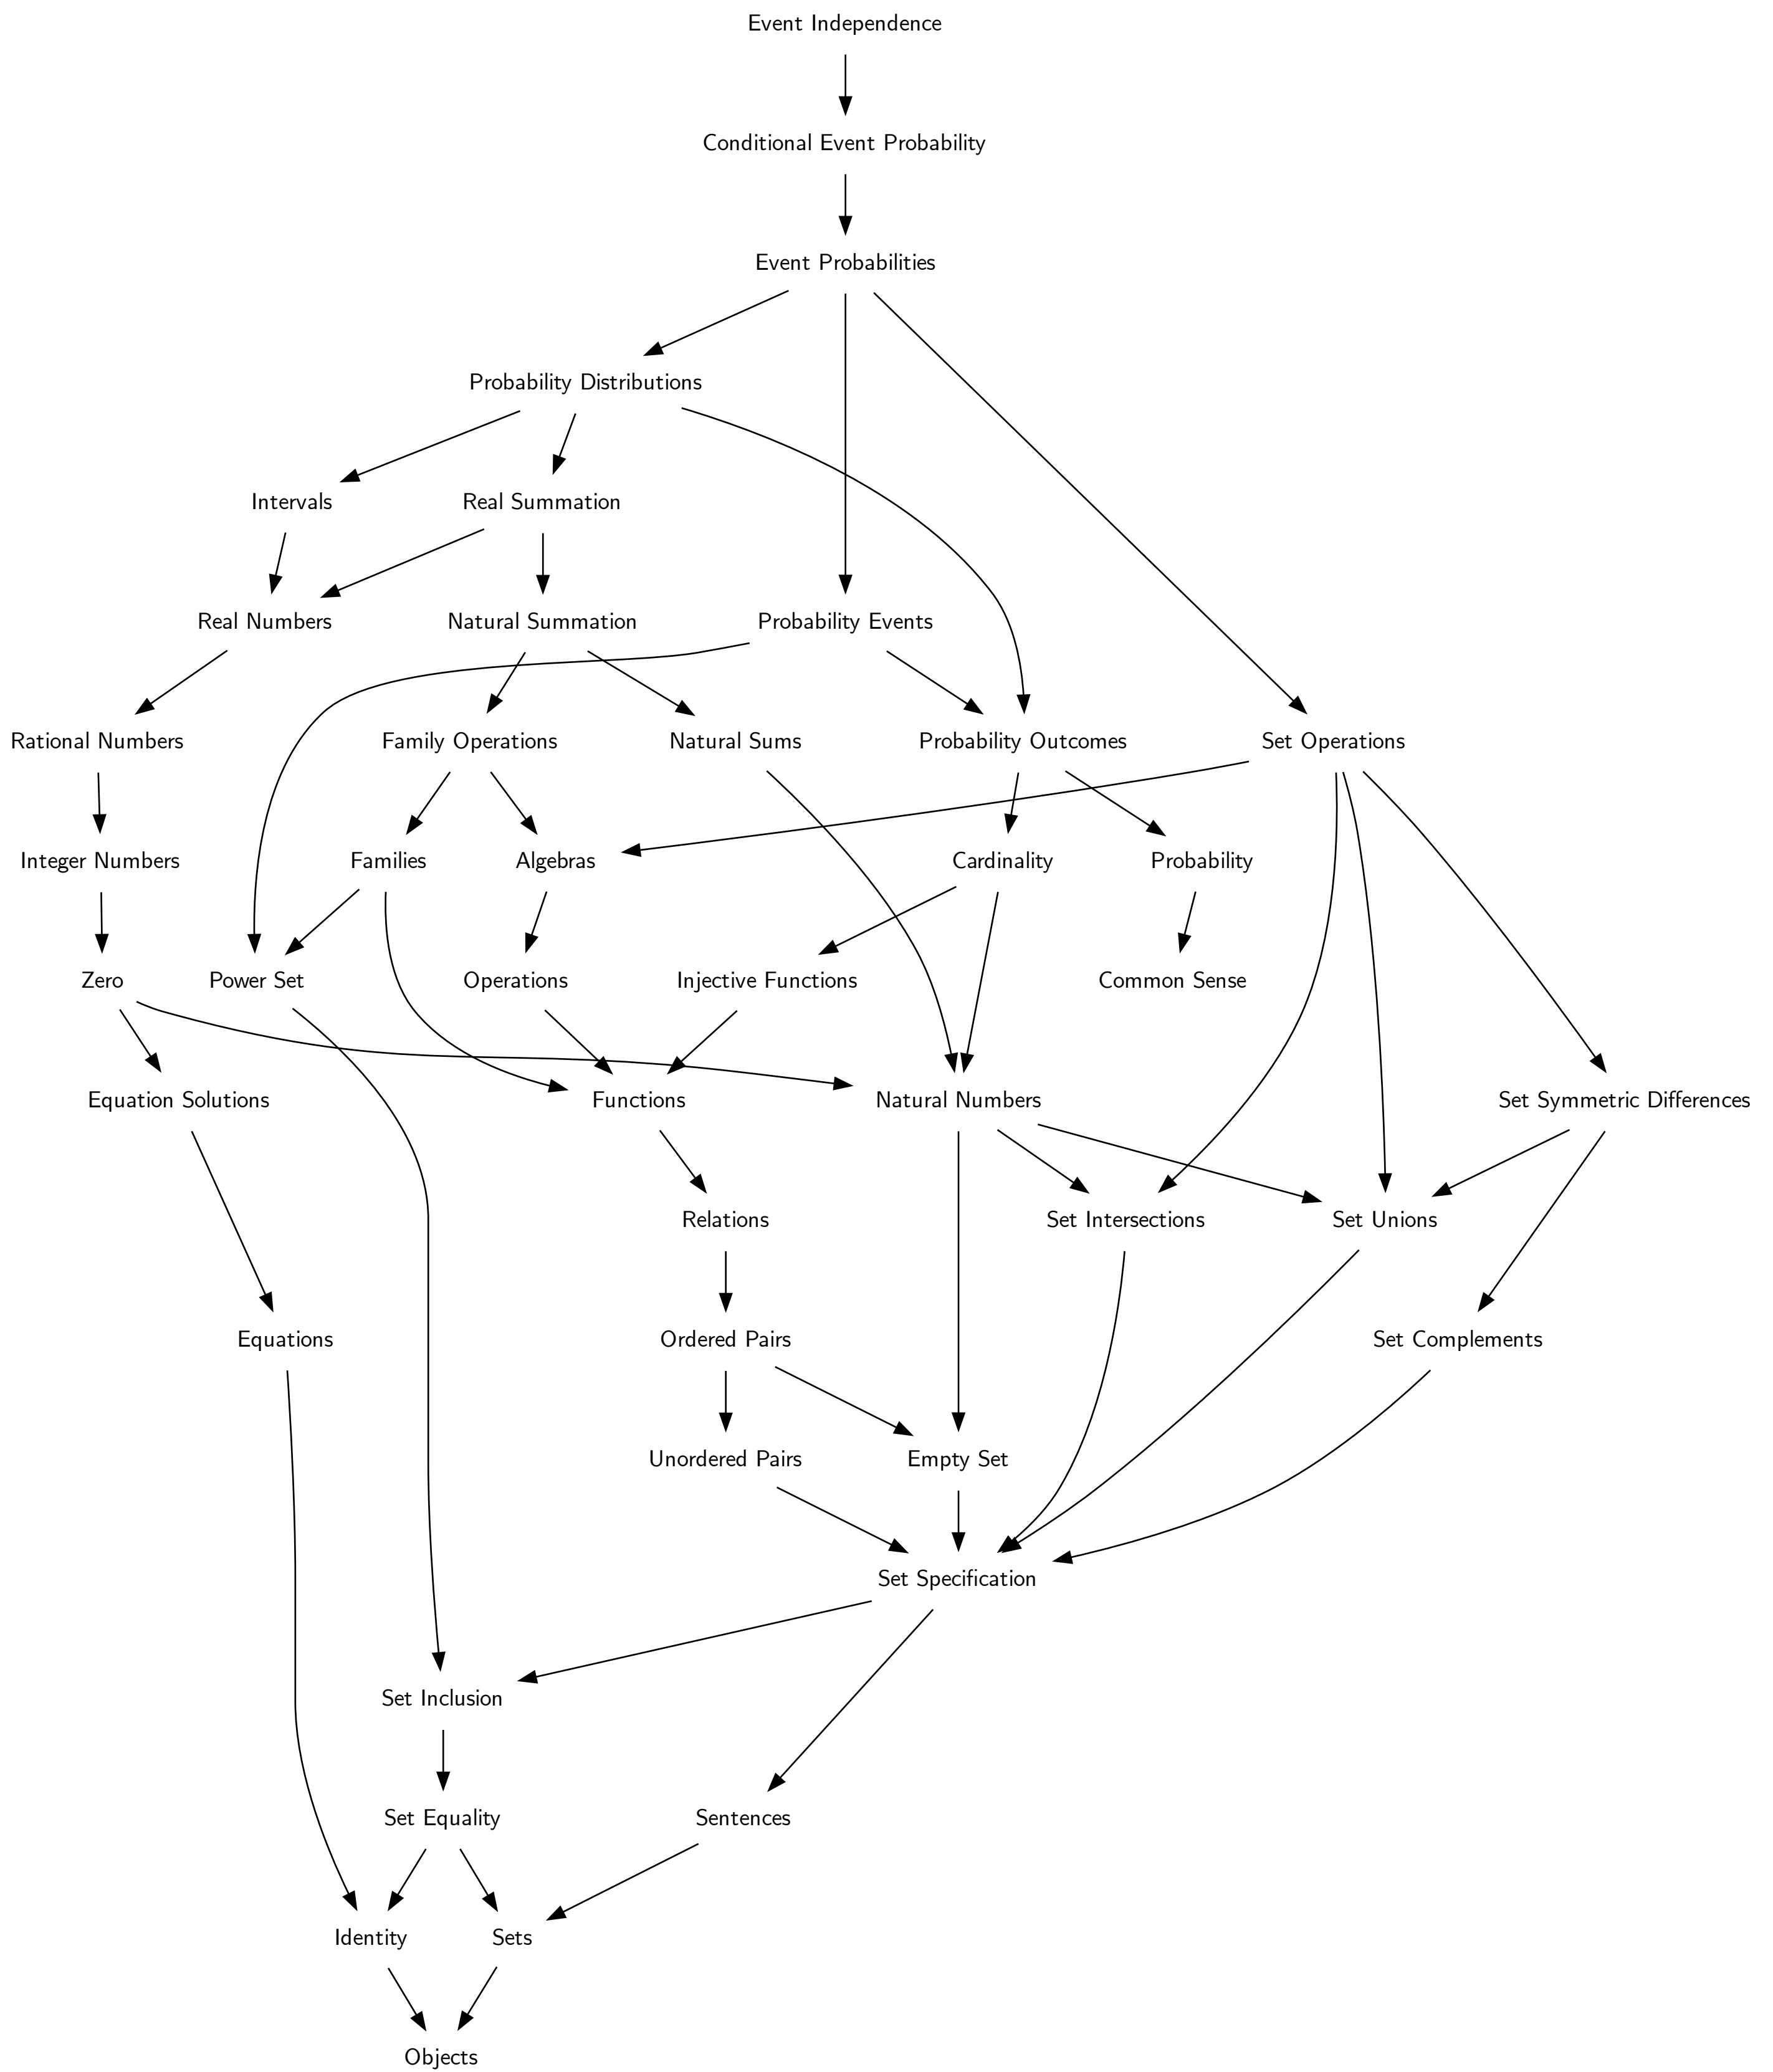 Event Independence
Conditional Event Probability
Event Probabilities
Probability Distributions
Intervals
Real Summation
Real Numbers
Natural Summation
Probability Events
Rational Numbers
Family Operations
Natural Sums
Probability Outcomes
Set Operations
Integer Numbers
Families
Algebras
Cardinality
Probability
Zero
Power Set
Operations
Injective Functions
Common Sense
Equation Solutions
Functions
Natural Numbers
Set Symmetric Differences
Relations
Set Intersections
Set Unions
Equations
Ordered Pairs
Set Complements
Unordered Pairs
Empty Set
Set Specification
Set Inclusion
Set Equality
Sentences
Identity
Sets
Objects